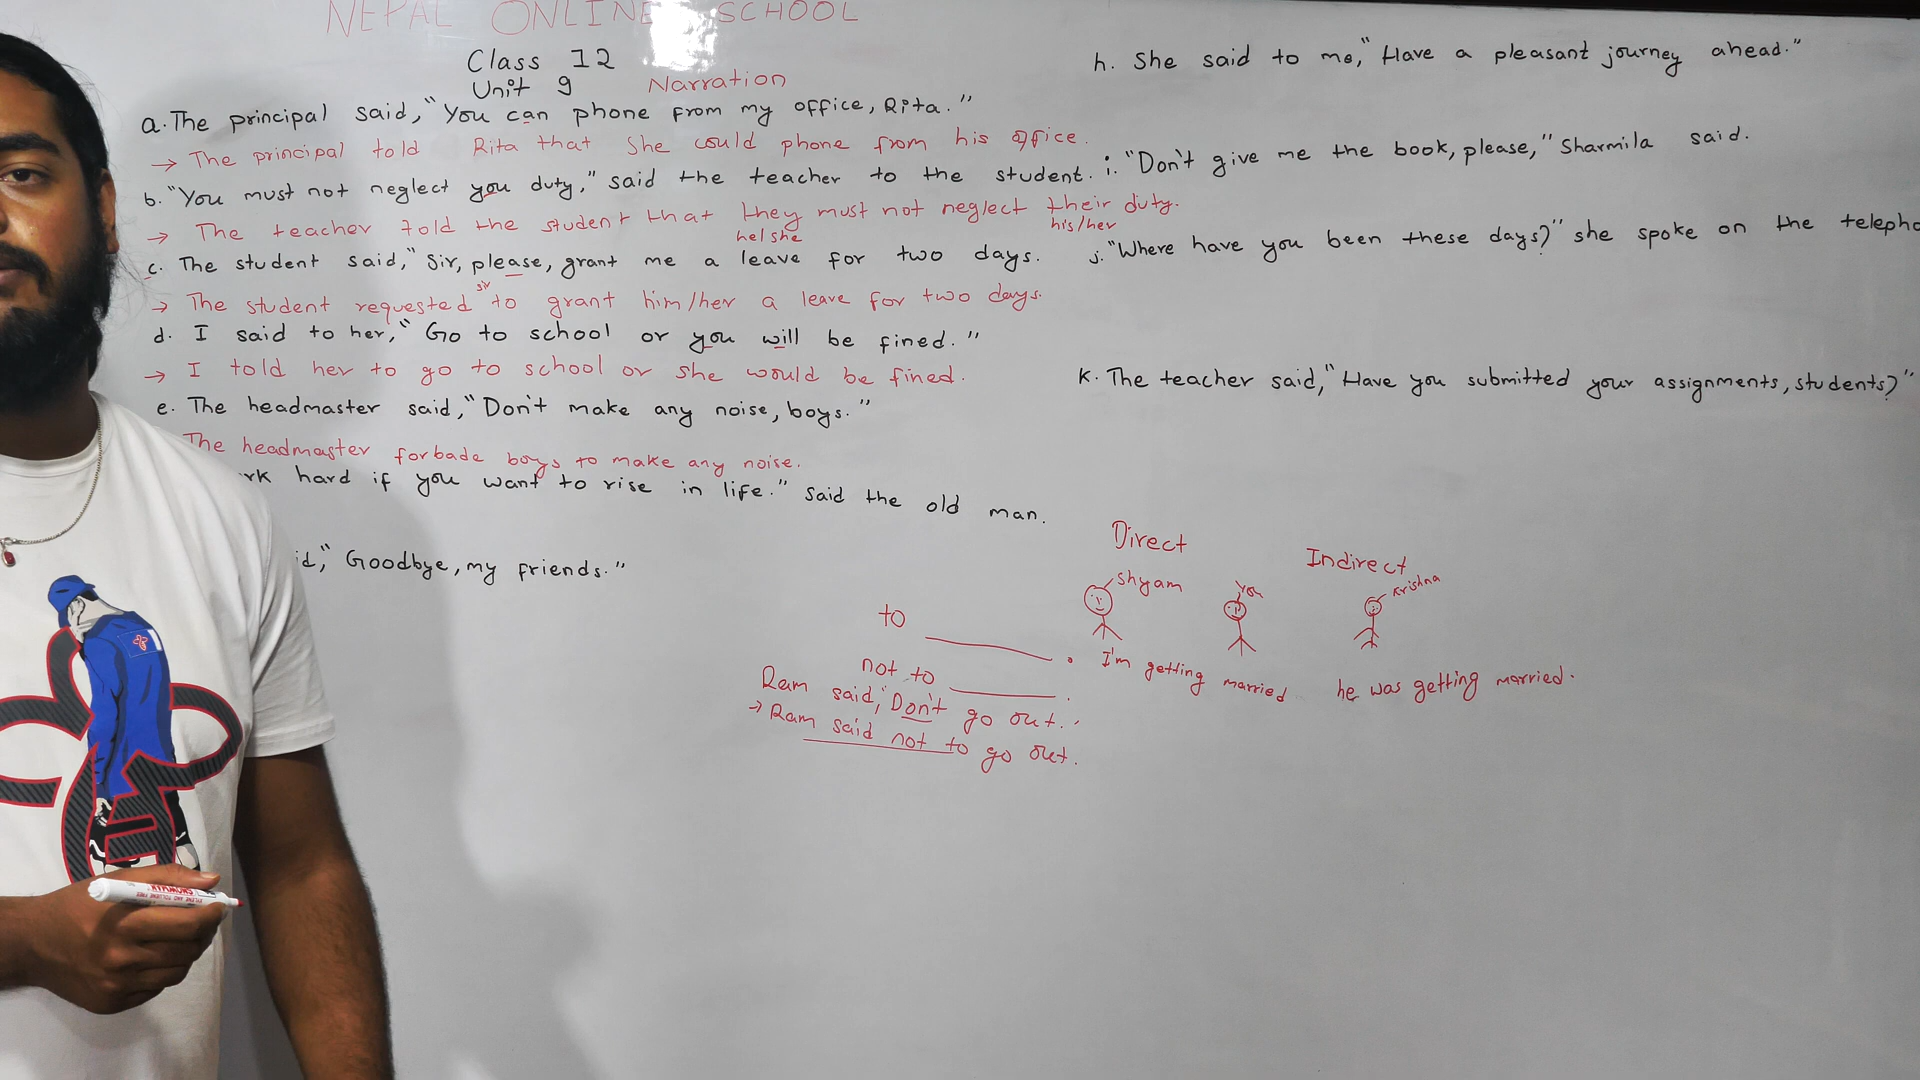 NEPAL ONLINE SCHOOL
Class 12
Unit 9 Narration
a. The principal said, "You can phone from my office, Rita."
→ The principal told Rita that She could phone from his office.
b. "You must not neglect you duty," said the teacher to the student.
→ The teacher told the student that they must not neglect their duty.
he/she his/her
c. The student said, "Sir, please, grant me a leave for two days.
sir
→ The student requested to grant him/her a leave for two days.
d. I said to her, "Go to school or you will be fined."
→ I told her to go to school or she would be fined.
e. The headmaster said, "Don't make any noise, boys."
The headmaster forbade boys to make any noise.
rk hard if you want to rise in life." said the old man.
id, "Goodbye, my friends."
h. She said to me, "Have a pleasant journey ahead."
i. "Don't give me the book, please," Sharmila said.
j. "Where have you been these days?" she spoke on the telepho
k. The teacher said, "Have you submitted your assignments, students?"
to ______.
not to ______.
Ram said, "Don't go out."
→ Ram said not to go out.
Direct Indirect
Shyam You Krishna
I'm getting married he was getting married.